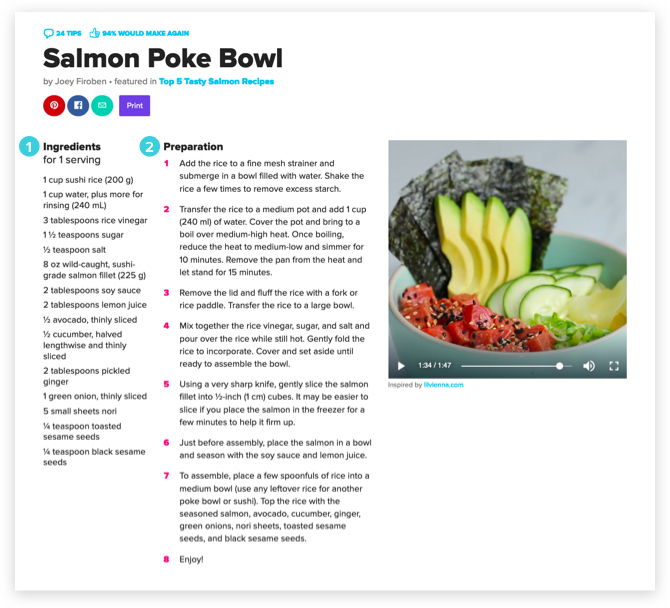 24 TIPS 94% WOULD MAKE AGAIN
Salmon Poke Bowl
by Joey Firoben • featured in Top 5 Tasty Salmon Recipes
Print
1
Ingredients
for 1 serving
1 cup sushi rice (200 g)
1 cup water, plus more for
rinsing (240 mL)
3 tablespoons rice vinegar
1 ½ teaspoons sugar
½ teaspoon salt
8 oz wild-caught, sushi-
grade salmon fillet (225 g)
2 tablespoons soy sauce
2 tablespoons lemon juice
½ avocado, thinly sliced
½ cucumber, halved
lengthwise and thinly
sliced
2 tablespoons pickled
ginger
1 green onion, thinly sliced
5 small sheets nori
¼ teaspoon toasted
sesame seeds
¼ teaspoon black sesame
seeds
2
Preparation
1 Add the rice to a fine mesh strainer and
submerge in a bowl filled with water. Shake the
rice a few times to remove excess starch.
2 Transfer the rice to a medium pot and add 1 cup
(240 ml) of water. Cover the pot and bring to a
boil over medium-high heat. Once boiling,
reduce the heat to medium-low and simmer for
10 minutes. Remove the pan from the heat and
let stand for 15 minutes.
3 Remove the lid and fluff the rice with a fork or
rice paddle. Transfer the rice to a large bowl.
4 Mix together the rice vinegar, sugar, and salt and
pour over the rice while still hot. Gently fold the
rice to incorporate. Cover and set aside until
ready to assemble the bowl.
5 Using a very sharp knife, gently slice the salmon
fillet into ½-inch (1 cm) cubes. It may be easier to
slice if you place the salmon in the freezer for a
few minutes to help it firm up.
6 Just before assembly, place the salmon in a bowl
and season with the soy sauce and lemon juice.
7 To assemble, place a few spoonfuls of rice into a
medium bowl (use any leftover rice for another
poke bowl or sushi). Top the rice with the
seasoned salmon, avocado, cucumber, ginger,
green onions, nori sheets, toasted sesame
seeds, and black sesame seeds.
8 Enjoy!
1:34 / 1:47
Inspired by lilvienna.com